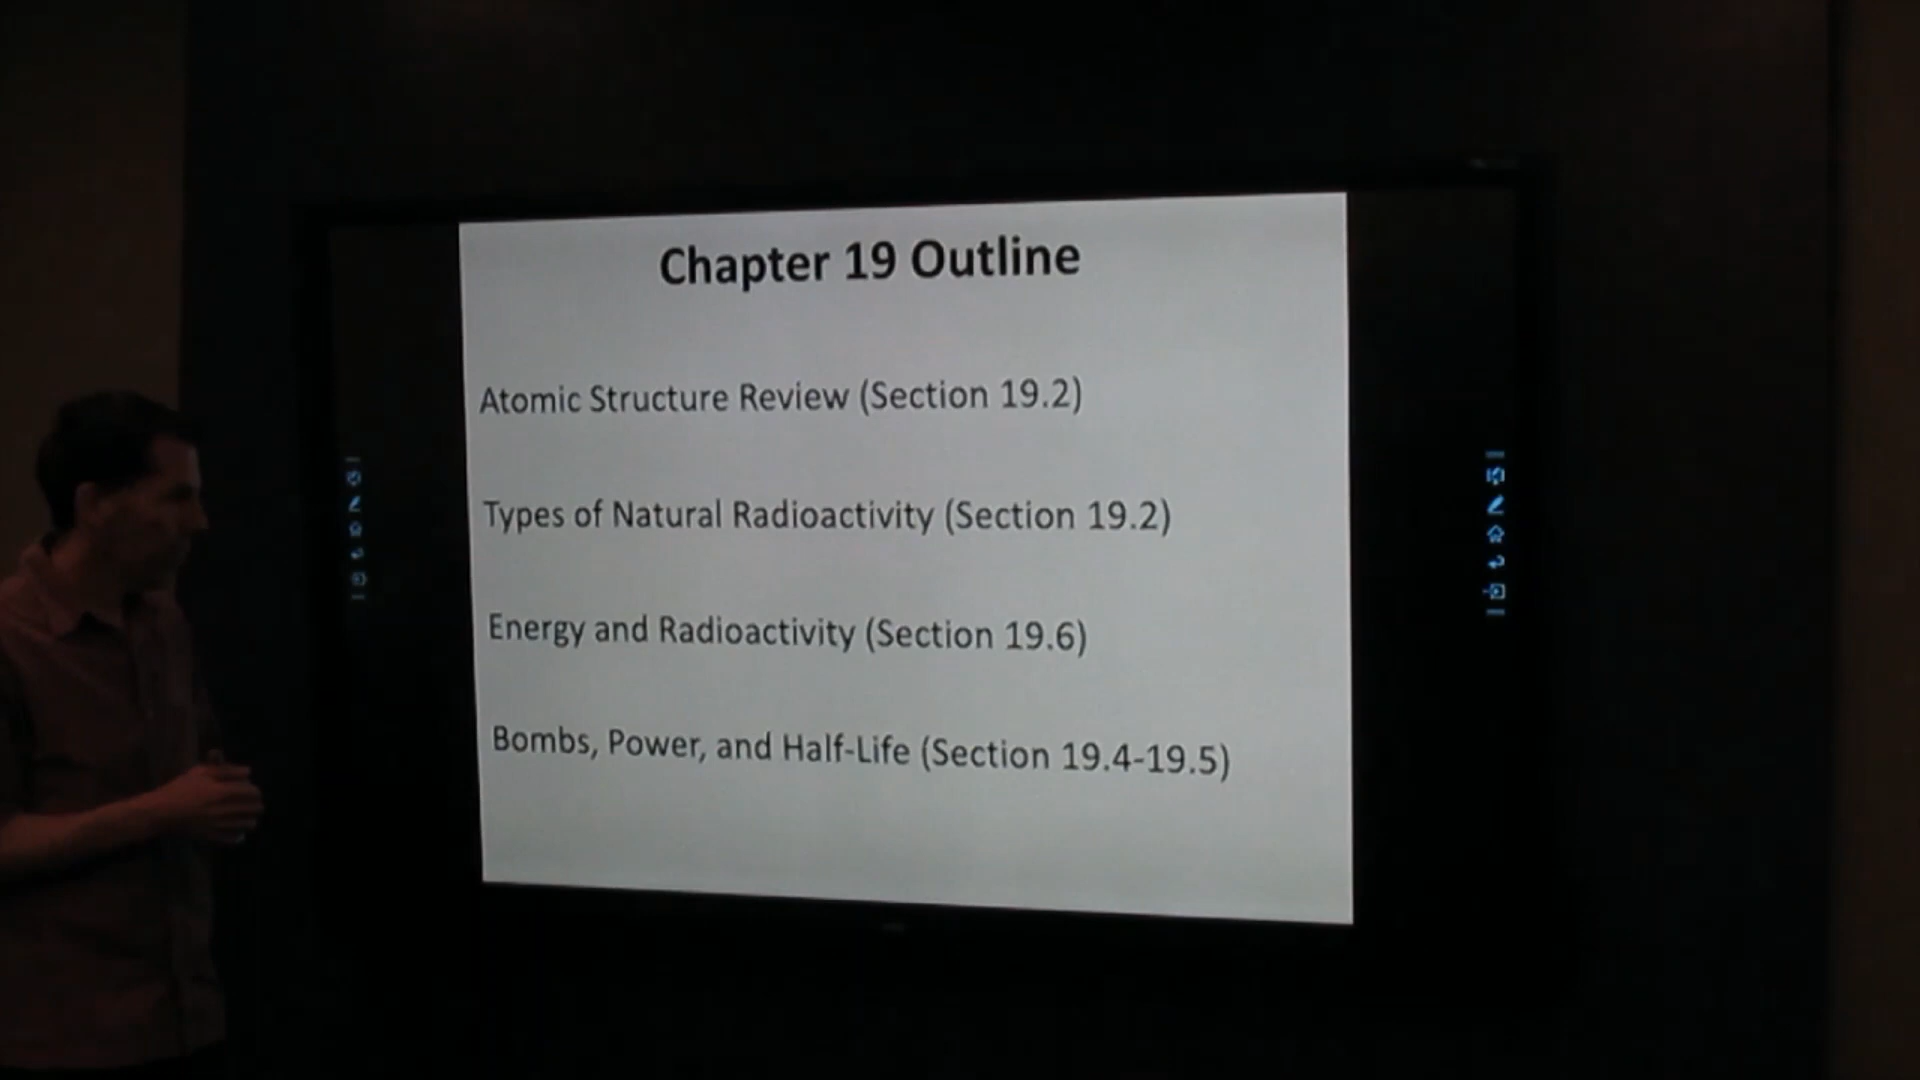 Chapter 19 Outline
Atomic Structure Review (Section 19.2)
Types of Natural Radioactivity (Section 19.2)
Energy and Radioactivity (Section 19.6)
Bombs, Power, and Half-Life (Section 19.4-19.5)